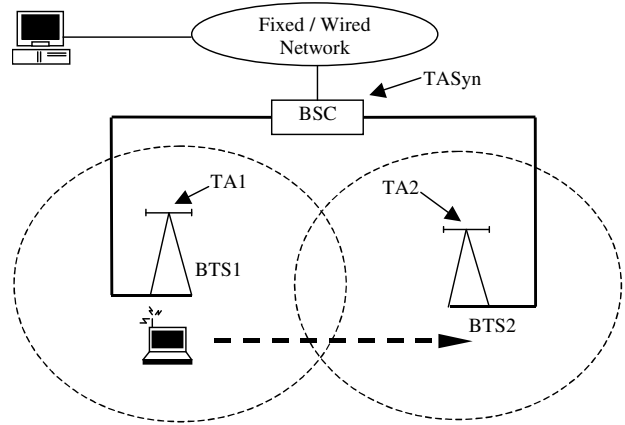 Fixed / Wired
Network
TASyn
BSC
TA1
TA2
BTS1
BTS2